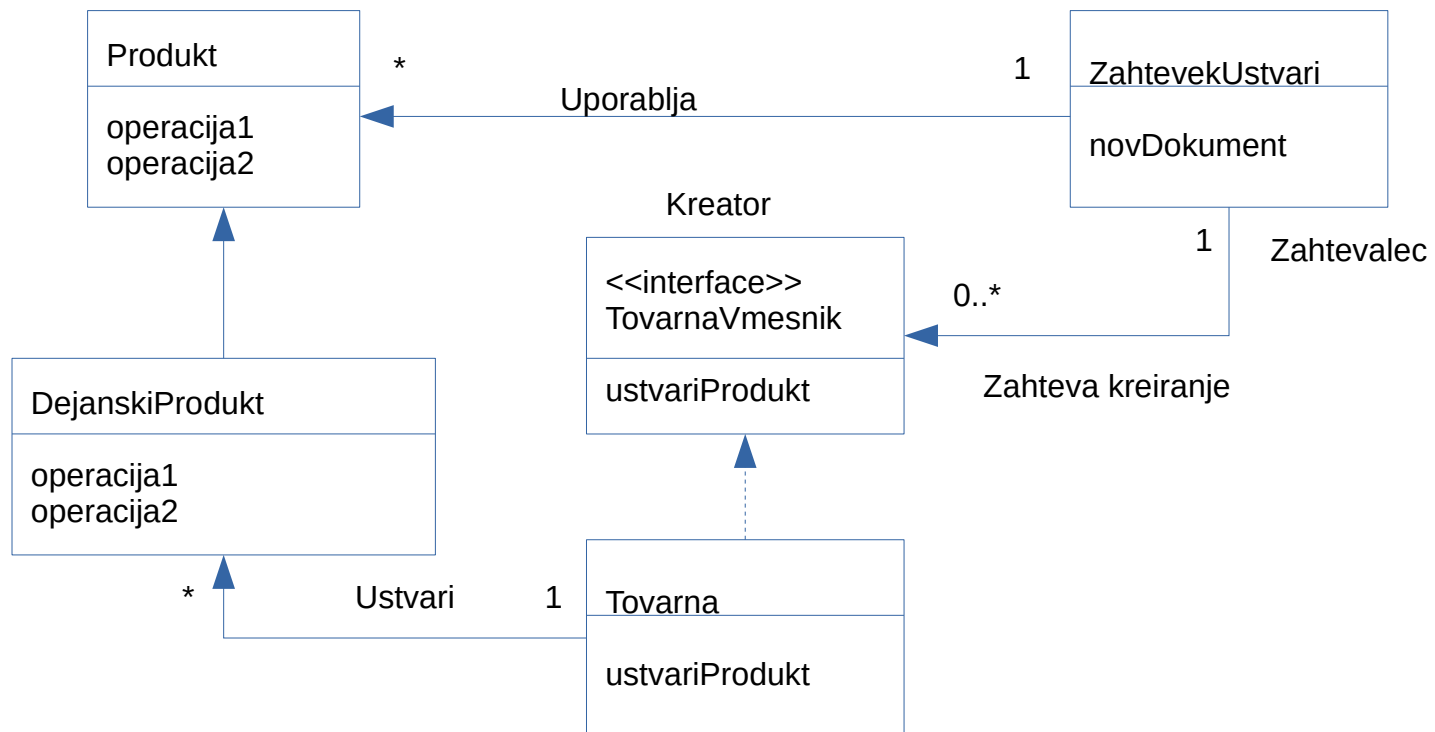 Produkt
operacija1
operacija2
*
Uporablja
1
ZahtevekUstvari
novDokument
Kreator
<<interface>>
TovarnaVmesnik
ustvariProdukt
1
Zahtevalec
0..*
Zahteva kreiranje
DejanskiProdukt
operacija1
operacija2
*
Ustvari
1
Tovarna
ustvariProdukt